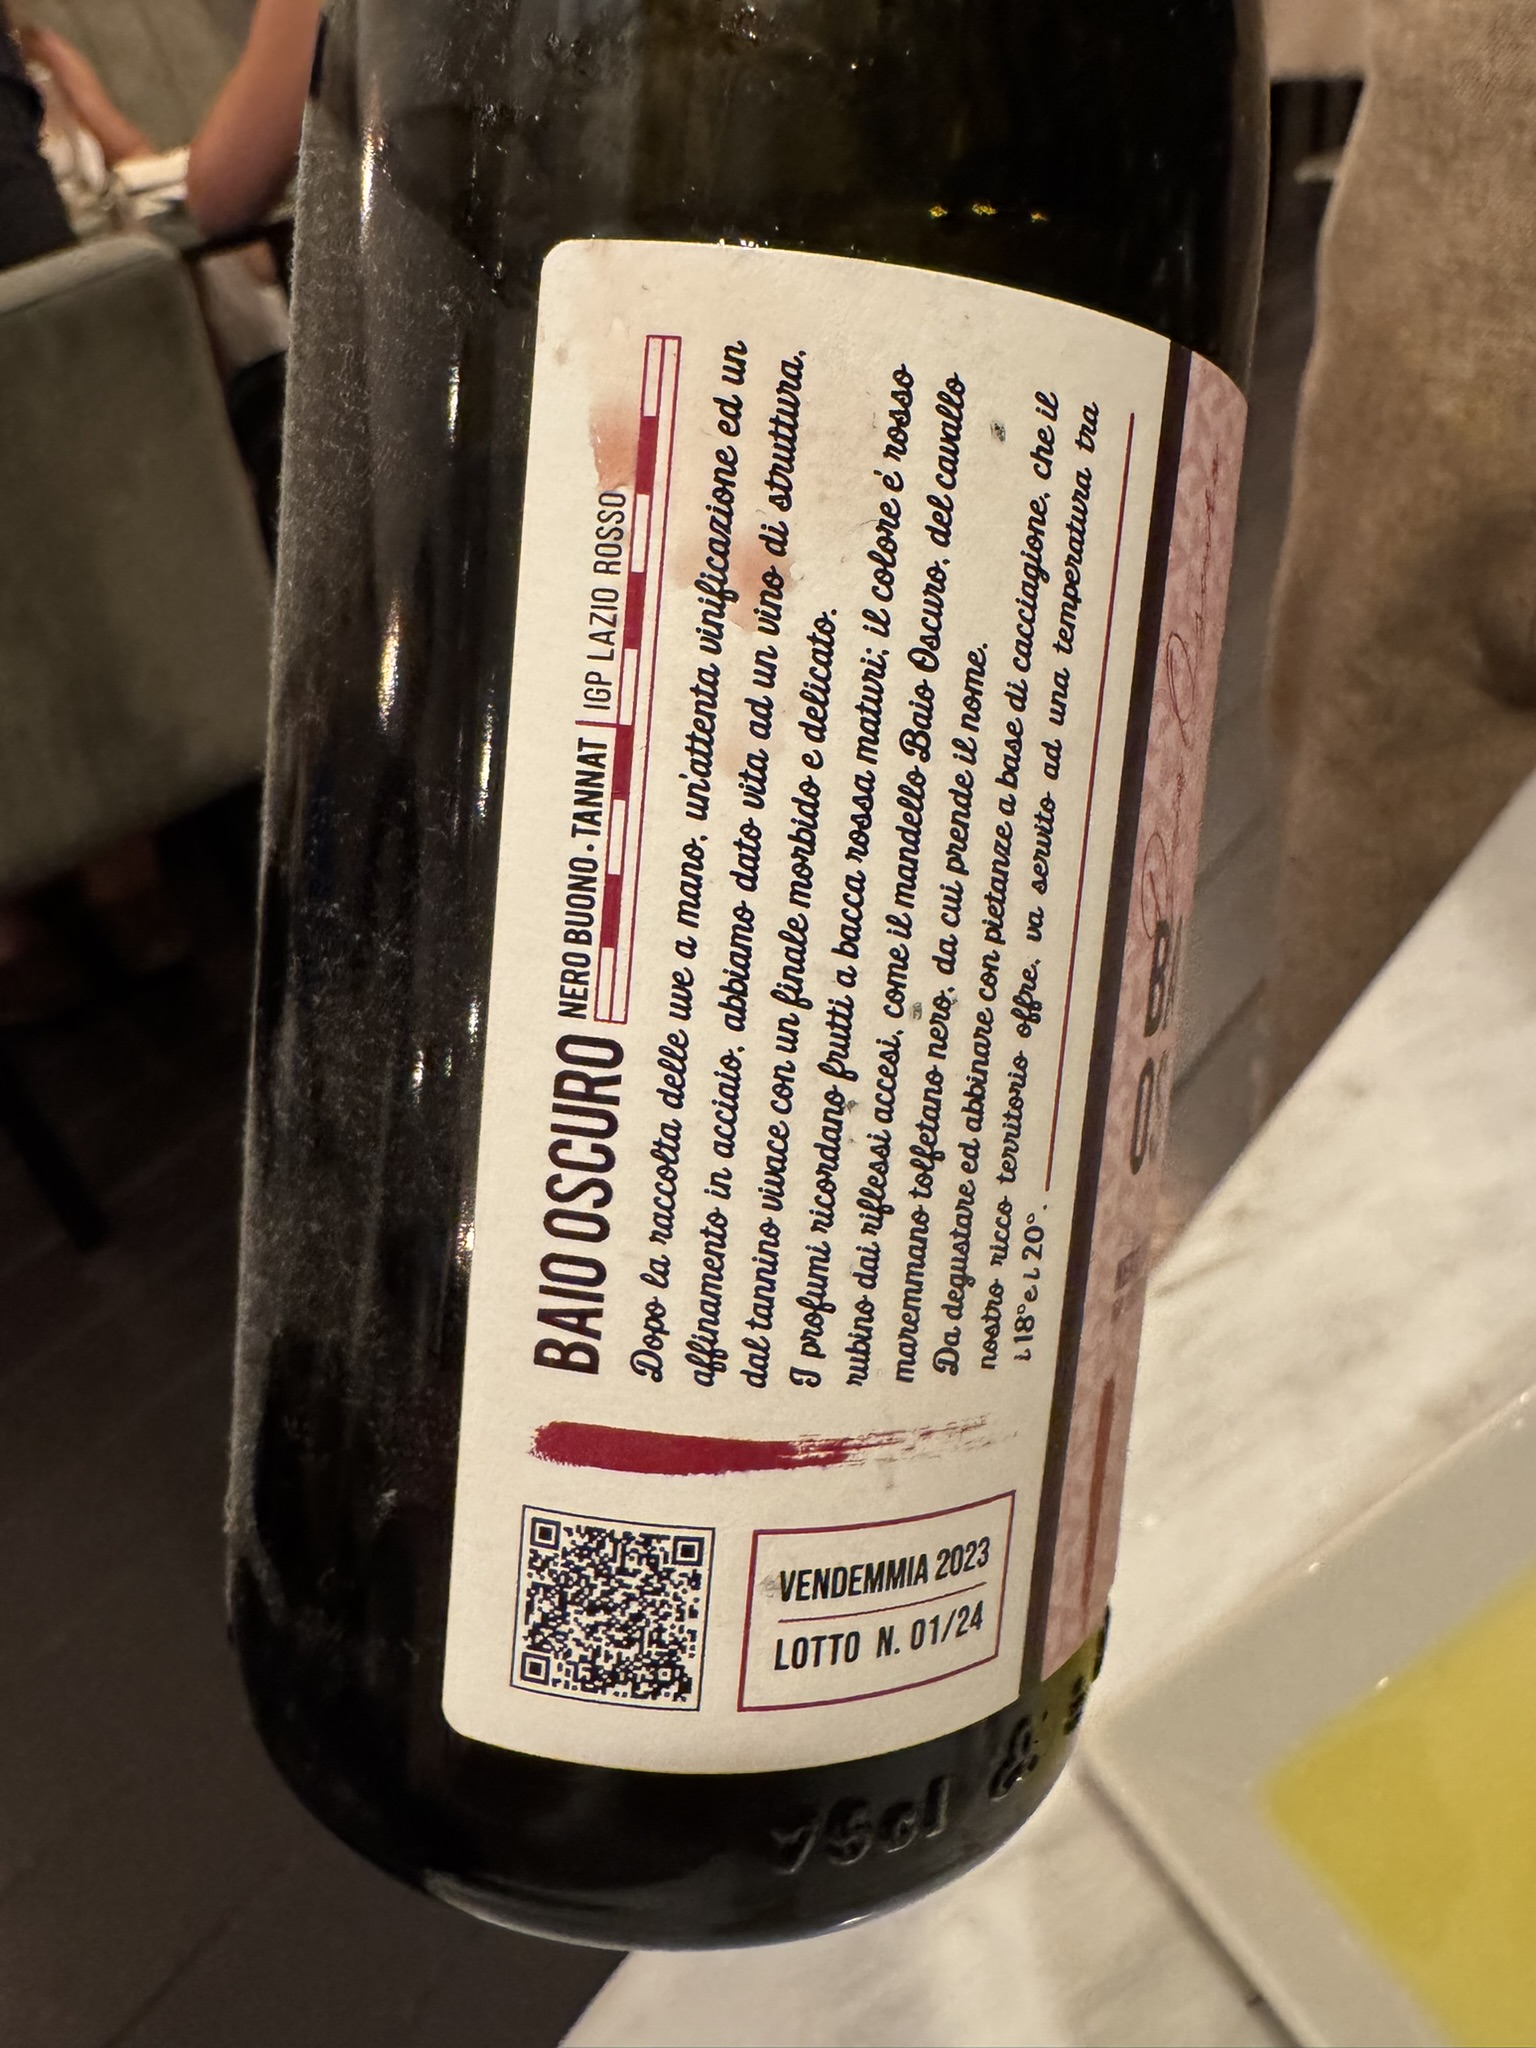 BAIO OSCURO NERO BUONO • TANNAT | IGP LAZIO ROSSO
Dopo la raccolta delle uve a mano, un'attenta vinificazione ed un
affinamento in acciaio, abbiamo dato vita ad un vino di struttura,
dal tannino vivace con un finale morbido e delicato.
I profumi ricordano frutti a bacca rossa maturi; il colore é rosso
rubino dai riflessi accesi, come il mandello Baio Oscuro, del cavallo
maremmano tolfetano nero, da cui prende il nome.
Da degustare ed abbinare con pietanze a base di cacciagione, che il
nostro ricco territorio offre, va servito ad una temperatura tra
i 18° e i 20°.
VENDEMMIA 2023
LOTTO N. 01/24
75cl